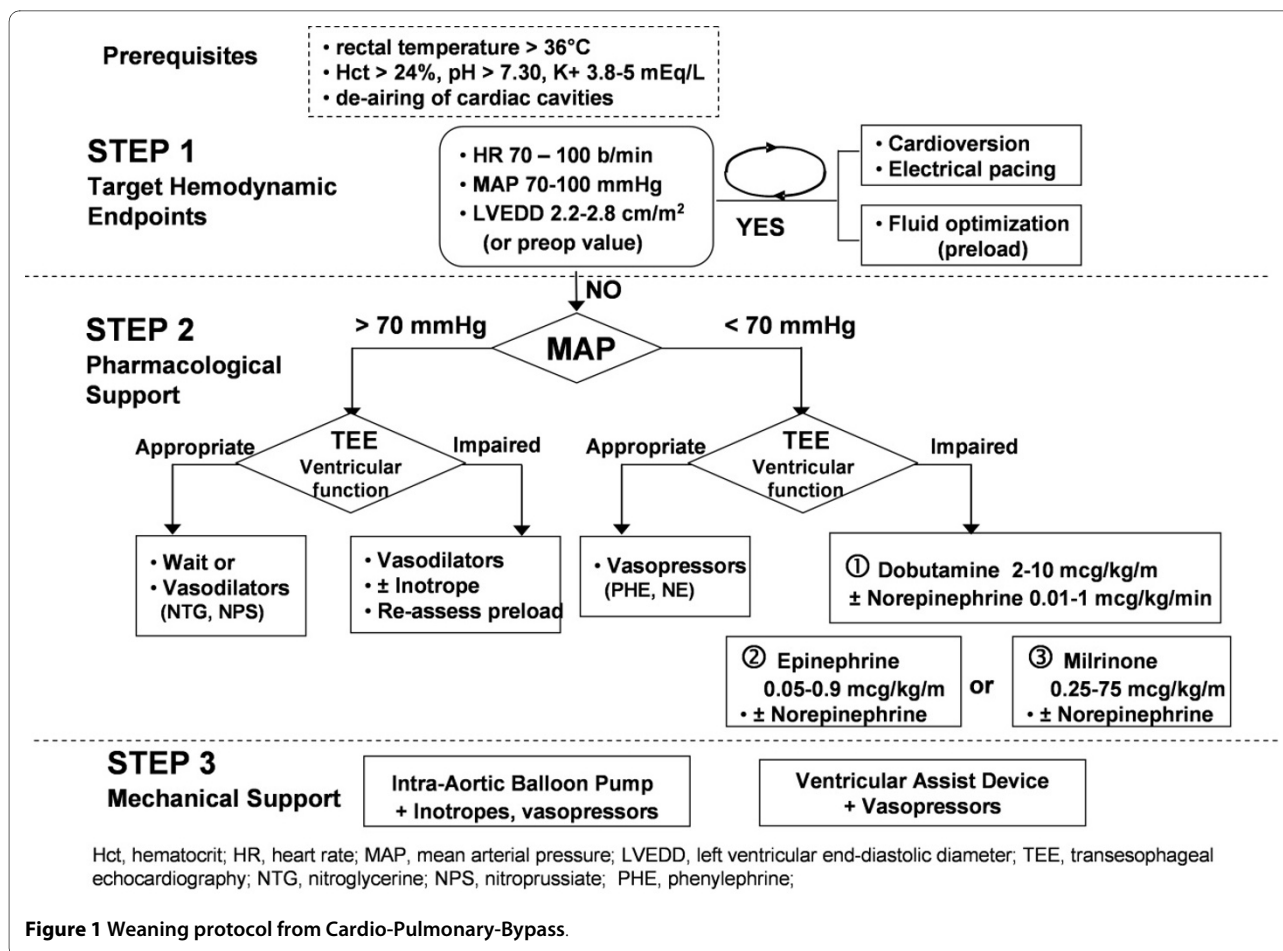 Prerequisites
• rectal temperature > 36°C
• Hct > 24%, pH > 7.30, K+ 3.8-5 mEq/L
• de-airing of cardiac cavities
STEP 1
Target Hemodynamic
Endpoints
• HR 70 – 100 b/min
• MAP 70-100 mmHg
• LVEDD 2.2-2.8 cm/m²
(or preop value)
YES
• Cardioversion
• Electrical pacing
• Fluid optimization
(preload)
NO
STEP 2
Pharmacological
Support
> 70 mmHg
MAP
< 70 mmHg
Appropriate
TEE
Ventricular
function
Impaired
Appropriate
TEE
Ventricular
function
Impaired
• Wait or
• Vasodilators
(NTG, NPS)
• Vasodilators
• ± Inotrope
• Re-assess preload
• Vasopressors
(PHE, NE)
① Dobutamine 2-10 mcg/kg/m
± Norepinephrine 0.01-1 mcg/kg/min
② Epinephrine
0.05-0.9 mcg/kg/m
• ± Norepinephrine
or
③ Milrinone
0.25-75 mcg/kg/m
• ± Norepinephrine
STEP 3
Mechanical Support
Intra-Aortic Balloon Pump
+ Inotropes, vasopressors
Ventricular Assist Device
+ Vasopressors
Hct, hematocrit; HR, heart rate; MAP, mean arterial pressure; LVEDD, left ventricular end-diastolic diameter; TEE, transesophageal
echocardiography; NTG, nitroglycerine; NPS, nitroprussiate; PHE, phenylephrine;
Figure 1 Weaning protocol from Cardio-Pulmonary-Bypass.